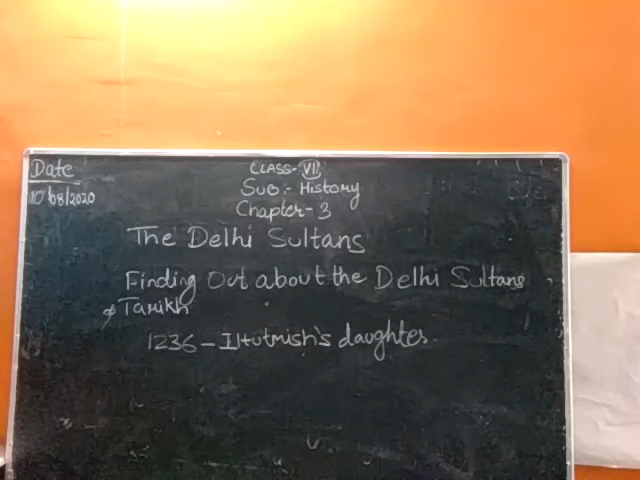 Date
10/08/2020
CLASS-VII
SUB:- History
Chapter-3
The Delhi Sultans
Finding Out about the Delhi Sultans
Tarikh
1236 - Iltutmish's daughter